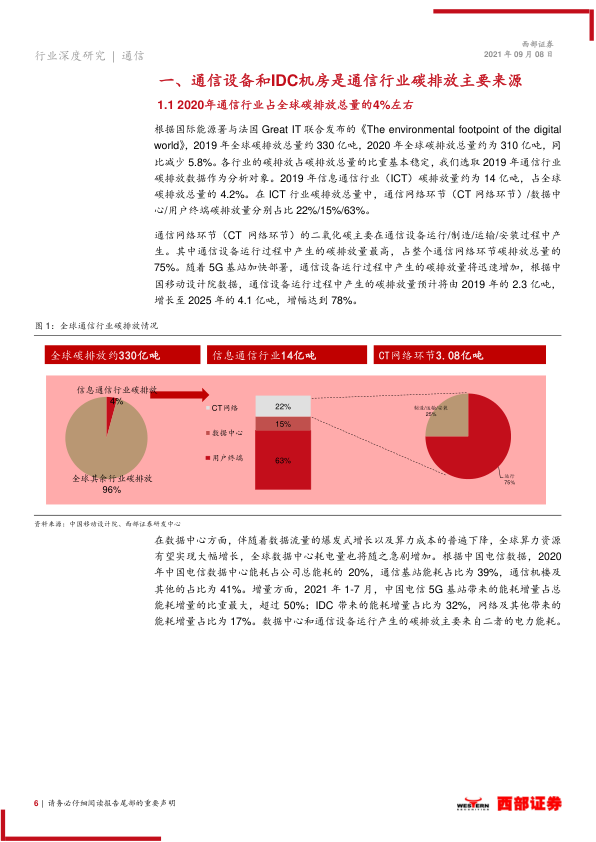 西部证券
行业深度研究 | 通信
2021 年 09 月 08 日
一、通信设备和IDC机房是通信行业碳排放主要来源
1.1 2020年通信行业占全球碳排放总量的4%左右
根据国际能源署与法国 Great IT 联合发布的《The environmental footpoint of the digital
world》，2019 年全球碳排放总量约 330 亿吨，2020 年全球碳排放总量约为 310 亿吨，同
比减少 5.8%。各行业的碳排放占碳排放总量的比重基本稳定，我们选取 2019 年通信行业
碳排放数据作为分析对象。2019 年信息通信行业（ICT）碳排放量约为 14 亿吨，占全球
碳排放总量的 4.2%。在 ICT 行业碳排放总量中，通信网络环节（CT 网络环节）/数据中
心/用户终端碳排放量分别占比 22%/15%/63%。
通信网络环节（CT 网络环节）的二氧化碳主要在通信设备运行/制造/运输/安装过程中产
生。其中通信设备运行过程中产生的碳排放量最高，占整个通信网络环节碳排放总量的
75%。随着 5G 基站加快部署，通信设备运行过程中产生的碳排放量将迅速增加，根据中
国移动设计院数据，通信设备运行过程中产生的碳排放量预计将由 2019 年的 2.3 亿吨，
增长至 2025 年的 4.1 亿吨，增幅达到 78%。
图 1：全球通信行业碳排放情况
全球碳排放约330亿吨
信息通信行业14亿吨
CT网络环节3.08亿吨
信息通信行业碳排放
4%
全球其余行业碳排放
96%
CT网络
数据中心
用户终端
22%
15%
63%
制造/运输/安装
25%
运行
75%
资料来源：中国移动设计院、西部证券研发中心
在数据中心方面，伴随着数据流量的爆发式增长以及算力成本的普遍下降，全球算力资源
有望实现大幅增长，全球数据中心耗电量也将随之急剧增加。根据中国电信数据，2020
年中国电信数据中心能耗占公司总能耗的 20%，通信基站能耗占比为 39%，通信机楼及
其他的占比为 41%。增量方面，2021 年 1-7 月，中国电信 5G 基站带来的能耗增量占总
能耗增量的比重最大，超过 50%；IDC 带来的能耗增量占比为 32%，网络及其他带来的
能耗增量占比为 17%。数据中心和通信设备运行产生的碳排放主要来自二者的电力能耗。
6 | 请务必仔细阅读报告尾部的重要声明
WESTERN
SECURITIES
西部证券